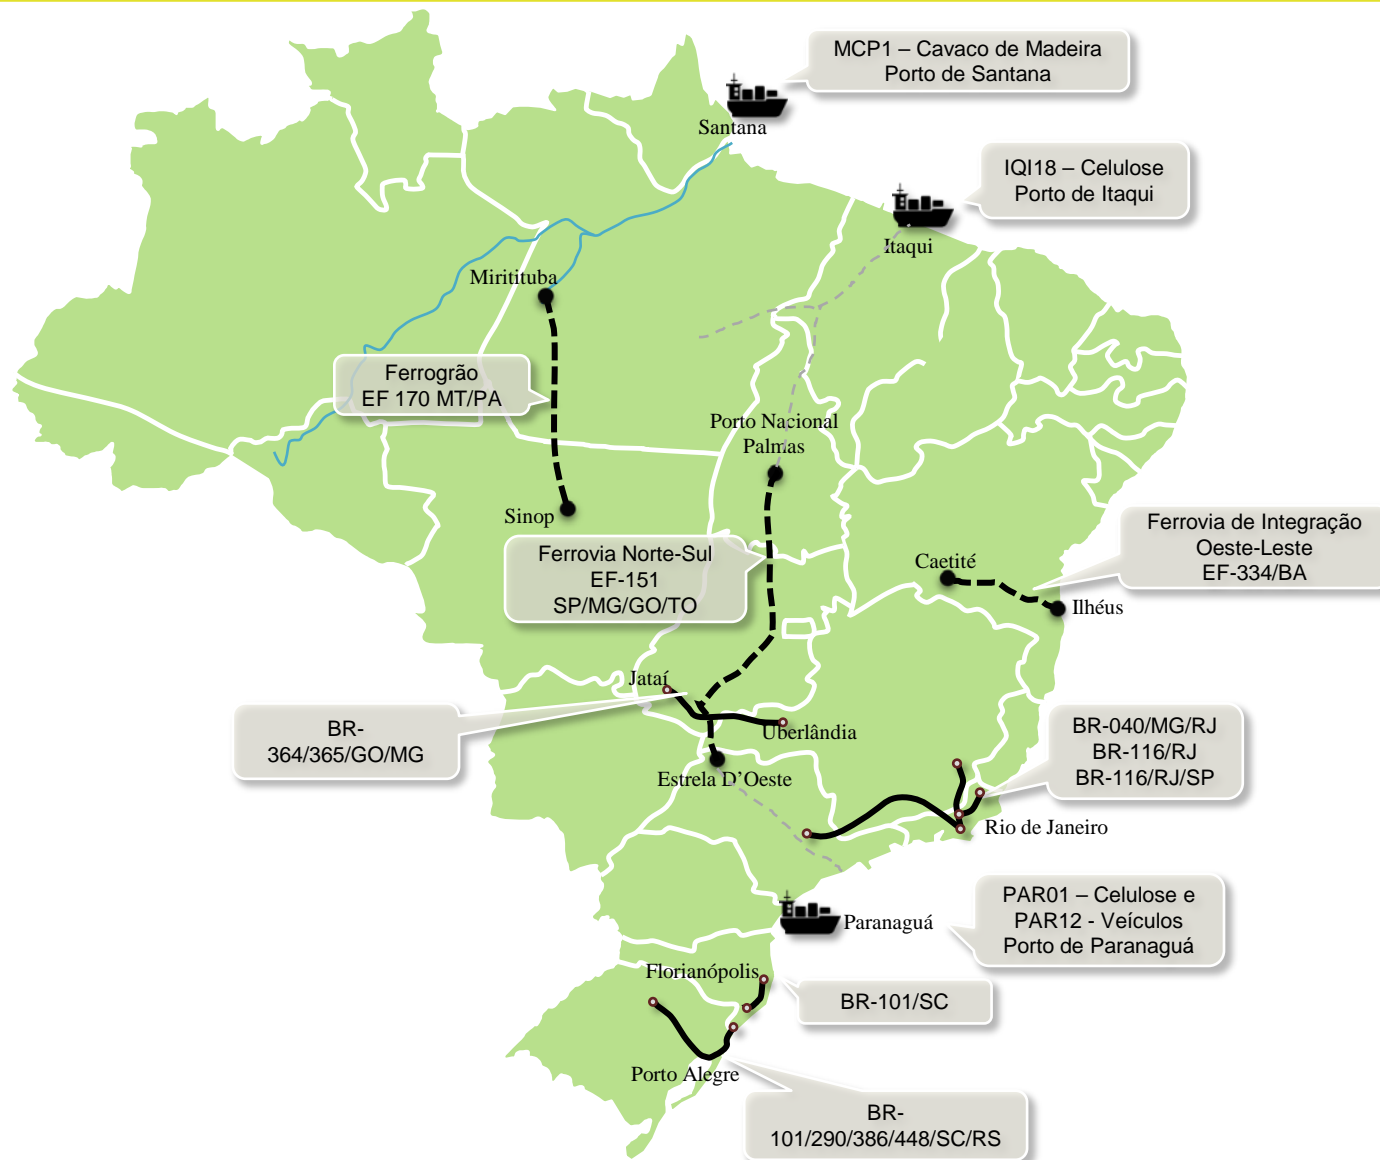 MCP1 – Cavaco de Madeira
Porto de Santana
Santana
IQI18 – Celulose
Porto de Itaqui
Itaqui
Miritituba
Ferrogrão
EF 170 MT/PA
Porto Nacional
Palmas
Sinop
Ferrovia Norte-Sul
EF-151
SP/MG/GO/TO
Ferrovia de Integração
Oeste-Leste
EF-334/BA
Caetité
Ilhéus
Jataí
BR-
364/365/GO/MG
Uberlândia
Estrela D’Oeste
BR-040/MG/RJ
BR-116/RJ
BR-116/RJ/SP
Rio de Janeiro
PAR01 – Celulose e
PAR12 - Veículos
Porto de Paranaguá
Paranaguá
Florianópolis
BR-101/SC
Porto Alegre
BR-
101/290/386/448/SC/RS